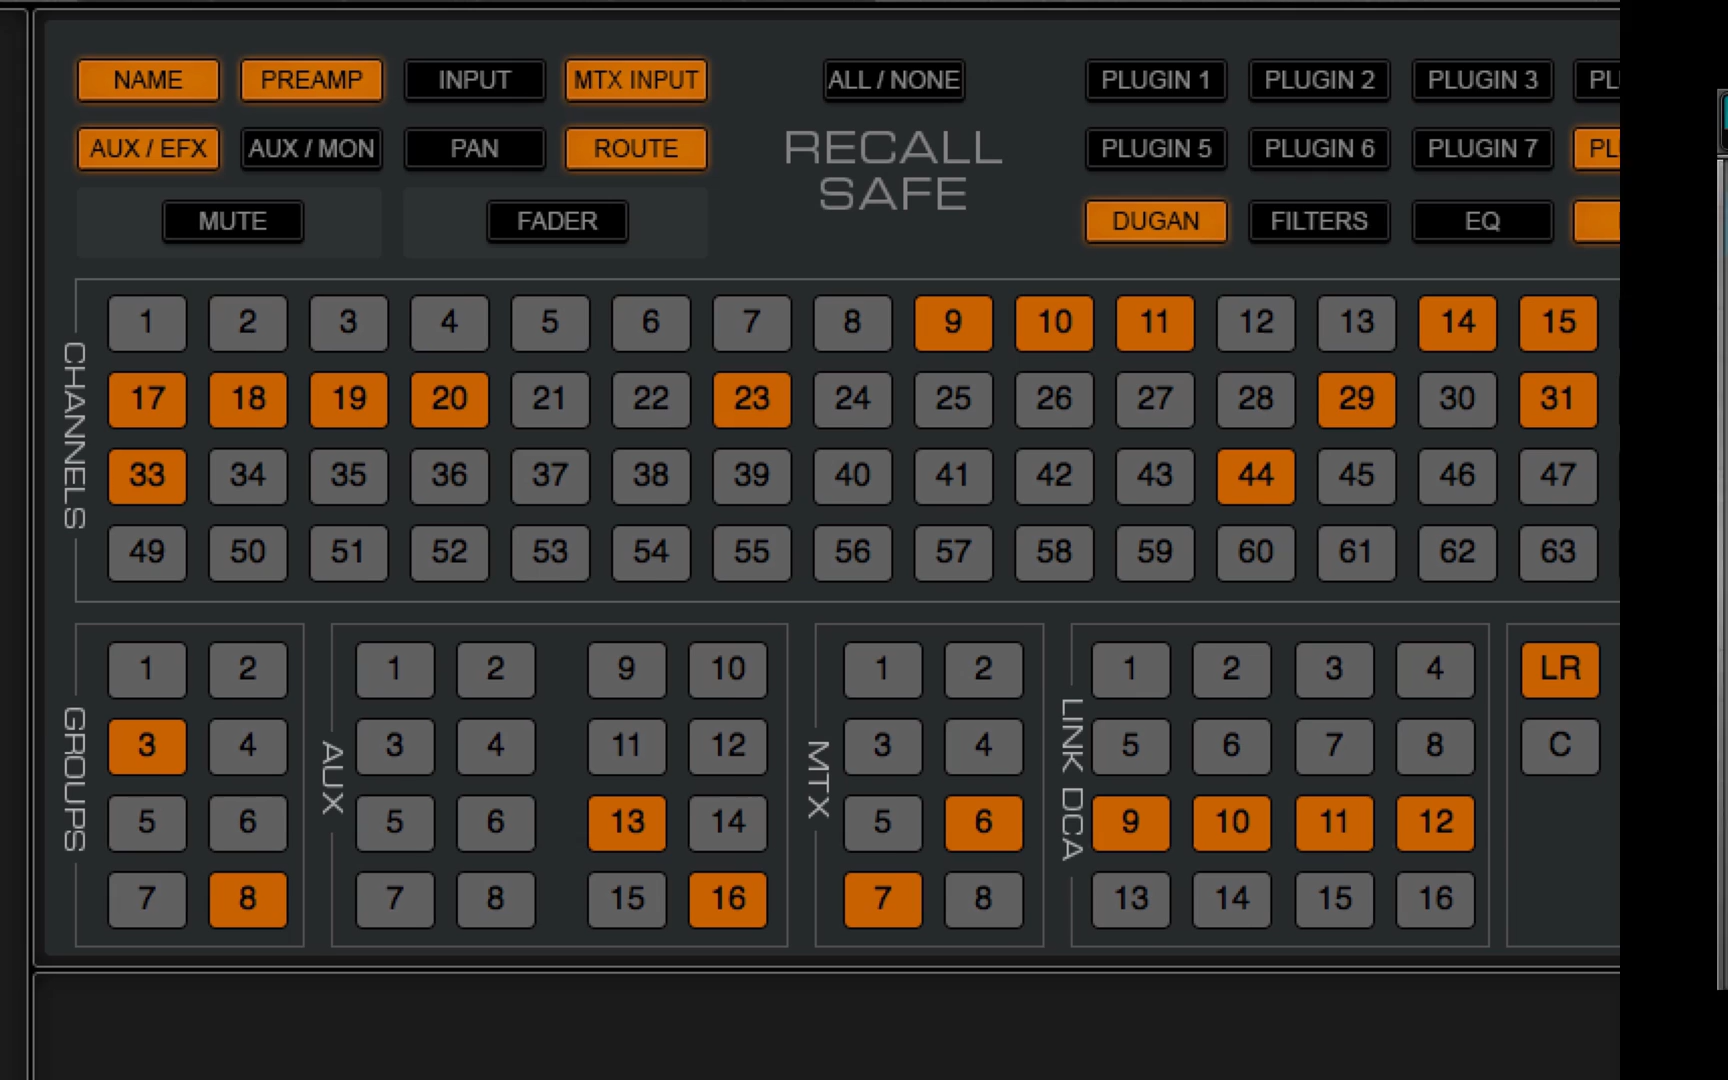 NAME PREAMP INPUT MTX INPUT ALL / NONE PLUGIN 1 PLUGIN 2 PLUGIN 3
AUX / EFX AUX / MON PAN ROUTE PLUGIN 5 PLUGIN 6 PLUGIN 7
RECALL
SAFE
MUTE FADER DUGAN FILTERS EQ
CHANNELS
1 2 3 4 5 6 7 8 9 10 11 12 13 14 15
17 18 19 20 21 22 23 24 25 26 27 28 29 30 31
33 34 35 36 37 38 39 40 41 42 43 44 45 46 47
49 50 51 52 53 54 55 56 57 58 59 60 61 62 63
GROUPS
1 2
3 4
5 6
7 8
AUX
1 2 9 10
3 4 11 12
5 6 13 14
7 8 15 16
MTX
1 2
3 4
5 6
7 8
LINK DCA
1 2 3 4
5 6 7 8
9 10 11 12
13 14 15 16
LR
C